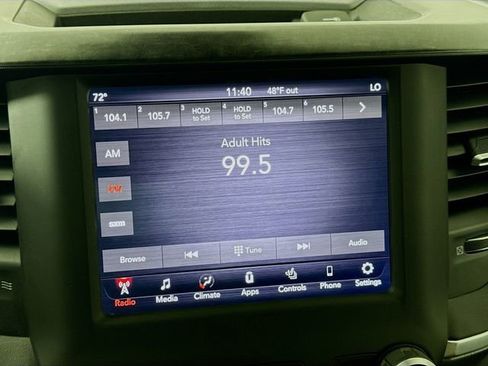 72° 11:40 48°F out LO
1 104.1 2 105.7 3 HOLD to Set 4 HOLD to Set 5 104.7 6 105.5
Adult Hits
99.5
AM
FM
sxm
Browse Tune Audio
Radio Media Climate Apps Controls Phone Settings